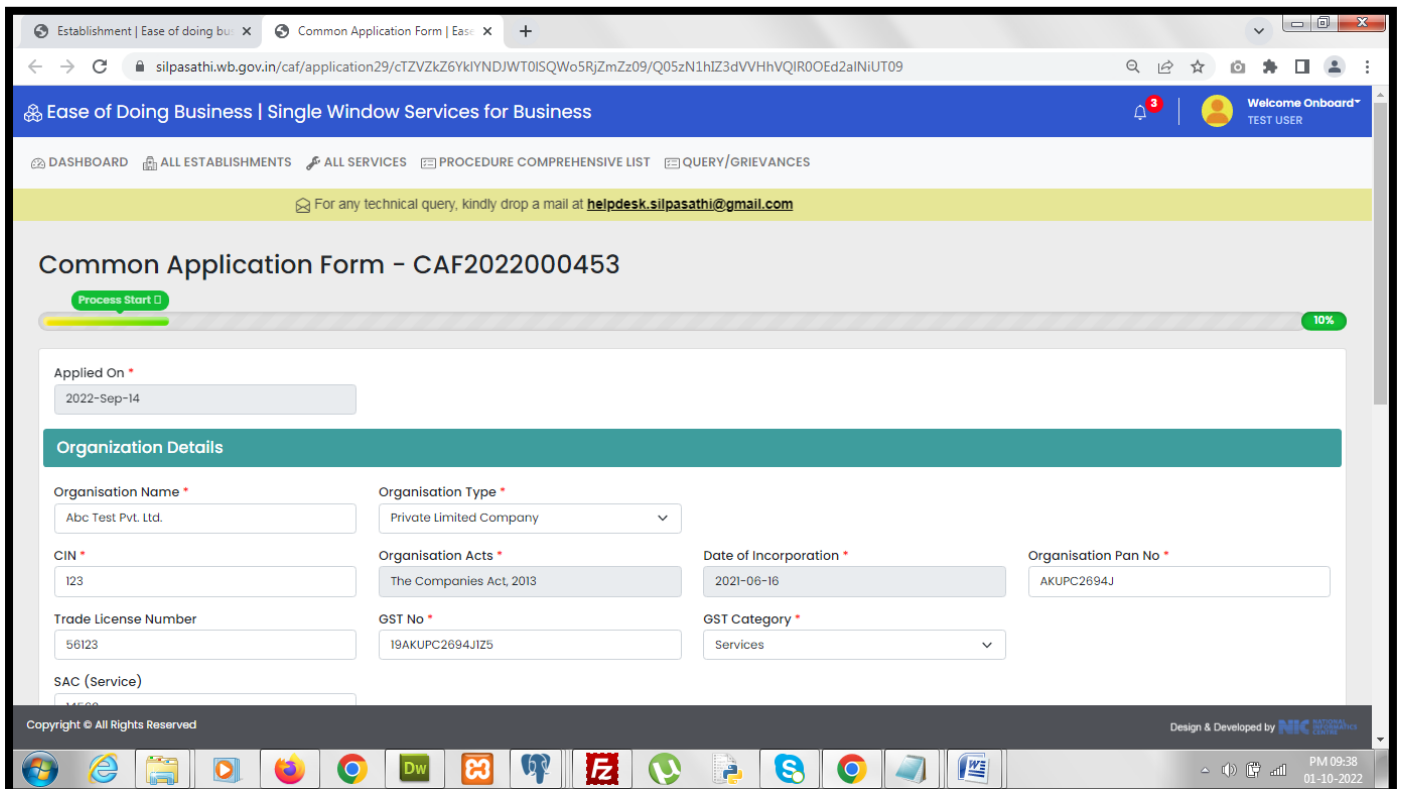 Establishment | Ease of doing bu
Common Application Form | Ease
silpasathi.wb.gov.in/caf/
Ease of Doing Business | Single Window Services for Business
3
Welcome Onboard
TEST USER
DASHBOARD ALL ESTABLISHMENTS ALL SERVICES PROCEDURE COMPREHENSIVE LIST QUERY/GRIEVANCES
For any technical query, kindly drop a mail at helpdesk.silpasathi@gmail.com
Common Application Form - CAF2022000453
Process Start
10%
Applied On *
2022-Sep-14
Organization Details
Organisation Name * Organisation Type *
Abc Test Pvt. Ltd. Private Limited Company
CIN * Organisation Acts * Date of Incorporation * Organisation Pan No *
123 The Companies Act, 2013 2021-06-16 AKUPC2694J
Trade License Number GST No * GST Category *
56123 19AKUPC2694J1Z5 Services
SAC (Service)
Copyright © All Rights Reserved
Design & Developed by NIC NATIONAL INFORMATICS CENTRE
Dw
PM 09:38
01-10-2022